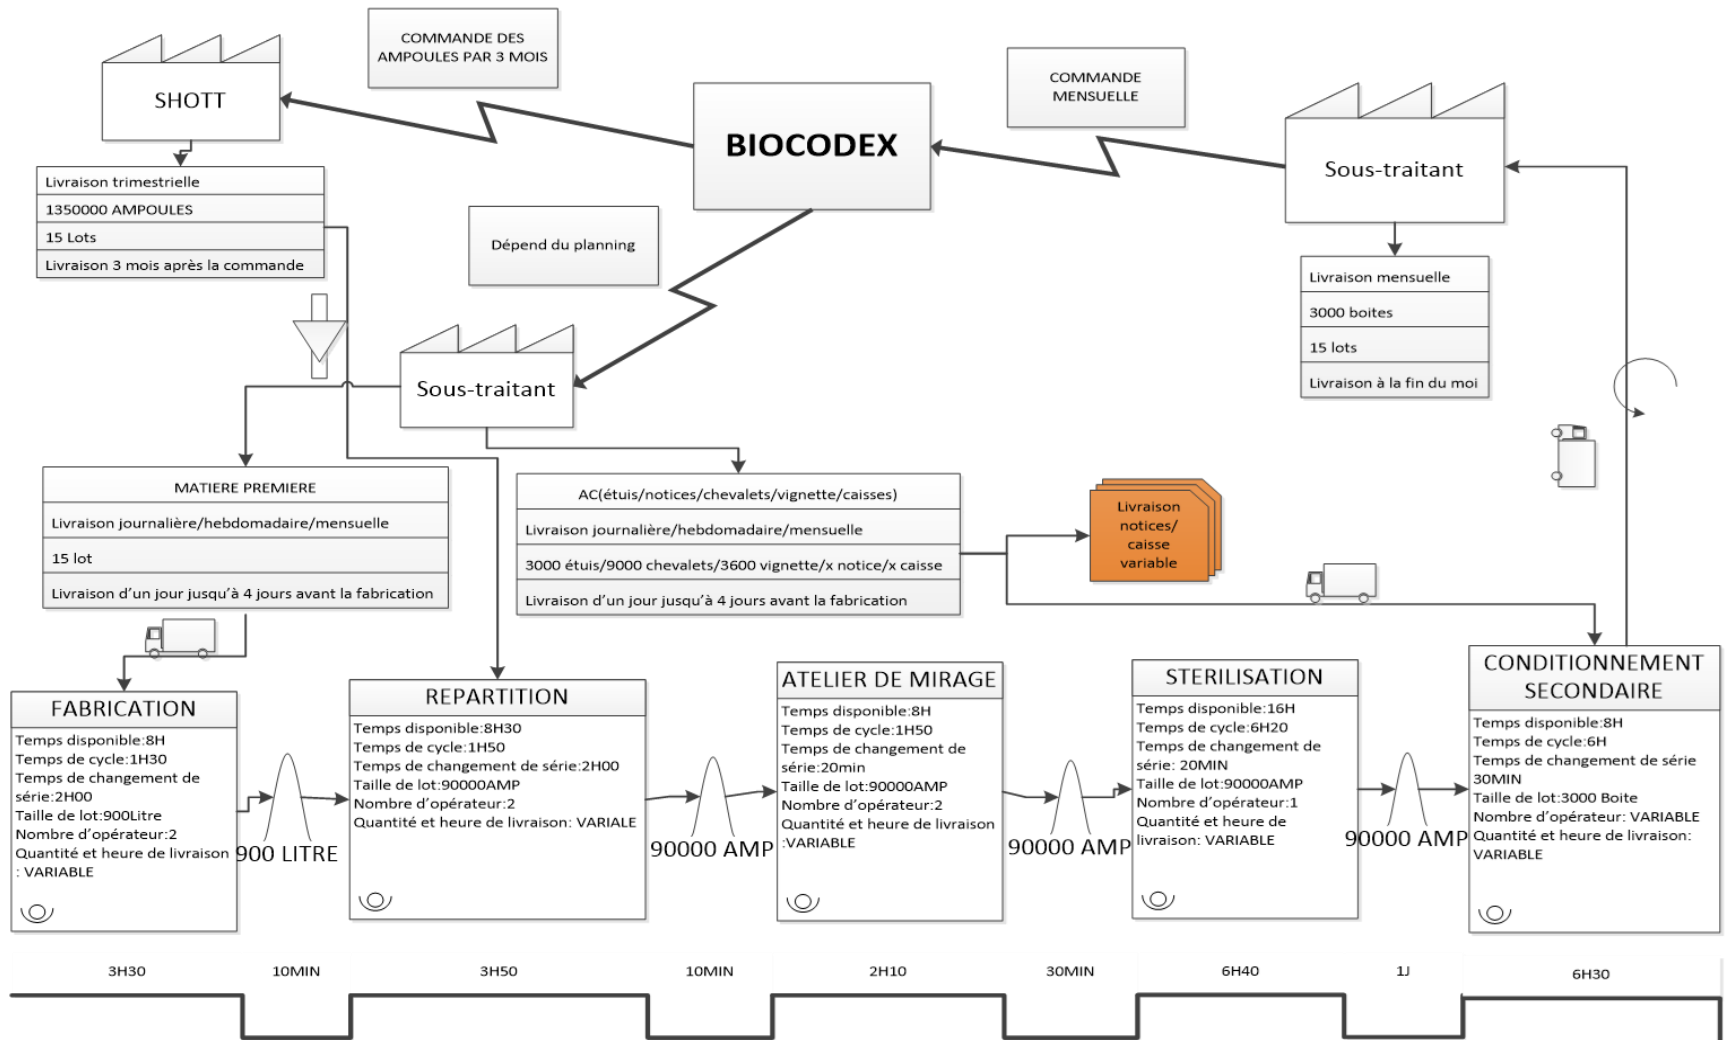 COMMANDE DES
AMPOULES PAR 3 MOIS
SHOTT
BIOCODEX
COMMANDE
MENSUELLE
Sous-traitant
Livraison trimestrielle
1350000 AMPOULES
15 Lots
Livraison 3 mois après la commande
Dépend du planning
Livraison mensuelle
3000 boites
15 lots
Livraison à la fin du moi
Sous-traitant
MATIERE PREMIERE
Livraison journalière/hebdomadaire/mensuelle
15 lot
Livraison d'un jour jusqu'à 4 jours avant la fabrication
AC(étuis/notices/chevalets/vignette/caisses)
Livraison journalière/hebdomadaire/mensuelle
3000 étuis/9000 chevalets/3600 vignette/x notice/x caisse
Livraison d'un jour jusqu'à 4 jours avant la fabrication
Livraison
notices/
caisse
variable
FABRICATION
Temps disponible:8H
Temps de cycle:1H30
Temps de changement de
série:2H00
Taille de lot:900Litre
Nombre d'opérateur:2
Quantité et heure de livraison
: VARIABLE
900 LITRE
REPARTITION
Temps disponible:8H30
Temps de cycle:1H50
Temps de changement de série:2H00
Taille de lot:90000AMP
Nombre d'opérateur:2
Quantité et heure de livraison: VARIALE
90000 AMP
ATELIER DE MIRAGE
Temps disponible:8H
Temps de cycle:1H50
Temps de changement de
série:20min
Taille de lot:90000AMP
Nombre d'opérateur:2
Quantité et heure de livraison
:VARIABLE
90000 AMP
STERILISATION
Temps disponible:16H
Temps de cycle:6H20
Temps de changement de
série: 20MIN
Taille de lot:90000AMP
Nombre d'opérateur:1
Quantité et heure de
livraison: VARIABLE
90000 AMP
CONDITIONNEMENT
SECONDAIRE
Temps disponible:8H
Temps de cycle:6H
Temps de changement de série
30MIN
Taille de lot:3000 Boite
Nombre d'opérateur: VARIABLE
Quantité et heure de livraison:
VARIABLE
3H30
10MIN
3H50
10MIN
2H10
30MIN
6H40
1J
6H30